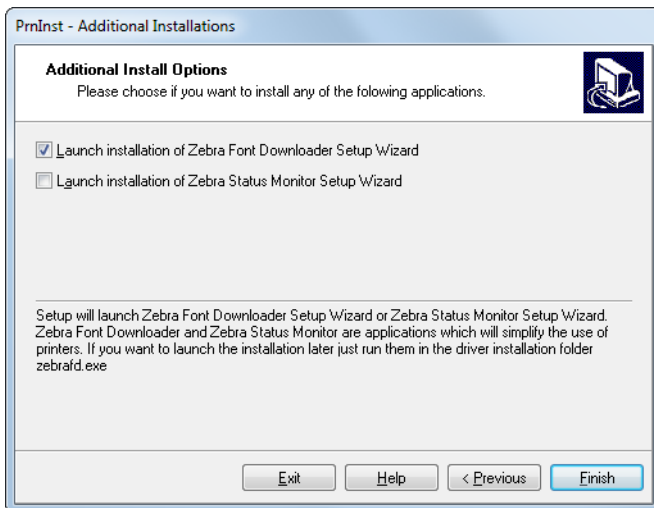 PrnInst - Additional Installations
Additional Install Options
Please choose if you want to install any of the folowing applications.
Launch installation of Zebra Font Downloader Setup Wizard
Launch installation of Zebra Status Monitor Setup Wizard
Setup will launch Zebra Font Downloader Setup Wizard or Zebra Status Monitor Setup Wizard.
Zebra Font Downloader and Zebra Status Monitor are applications which will simplify the use of
printers. If you want to launch the installation later just run them in the driver installation folder
zebrafd.exe
Exit Help < Previous Finish